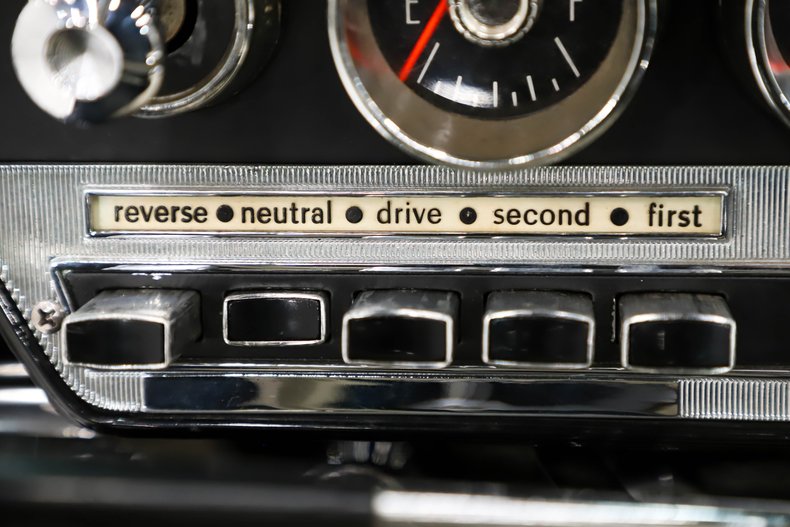 E F
reverse ● neutral ● drive ● second ● first